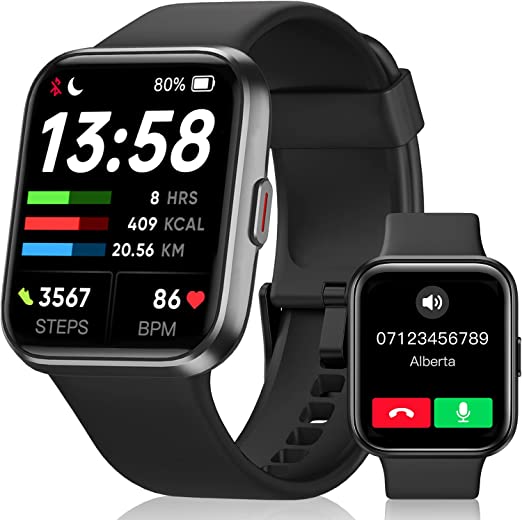 80%
13:58
8 HRS
409 KCAL
20.56 KM
3567
STEPS
86
BPM
07123456789
Alberta